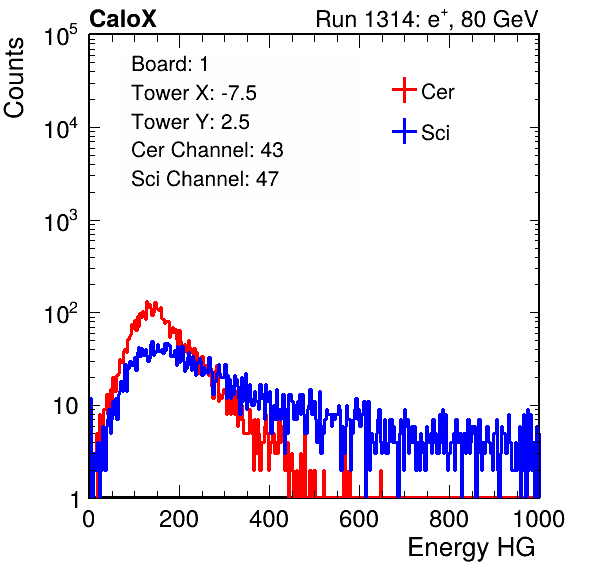 CaloX Run 1314: e⁺, 80 GeV
Board: 1
Tower X: -7.5
Tower Y: 2.5
Cer Channel: 43
Sci Channel: 47
Cer
Sci
Counts
10⁵
10⁴
10³
10²
10
1
0 200 400 600 800 1000
Energy HG